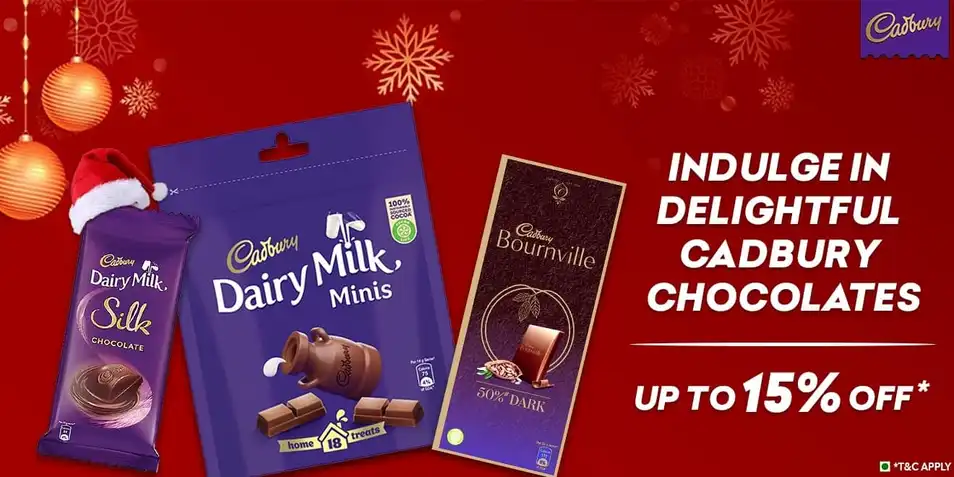 Cadbury
INDULGE IN
DELIGHTFUL
CADBURY
CHOCOLATES
UP TO 15% OFF*
*T&C APPLY
Cadbury
Dairy Milk
Silk
CHOCOLATE
100%
SOURCED
COCOA
Cadbury
Dairy Milk
Minis
Cadbury
home 18 treats
Cadbury
Bournville
50%* DARK